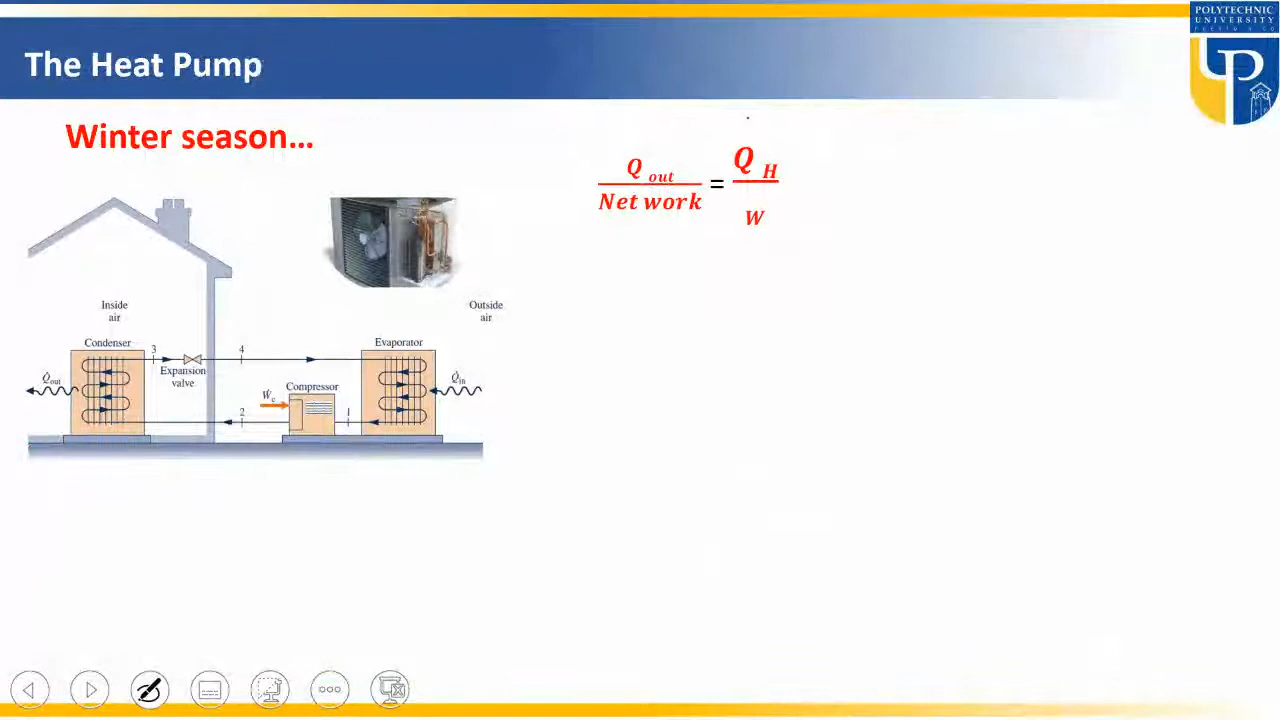 POLYTECHNIC
UNIVERSITY
The Heat Pump
Winter season…
Q out / Net work = Q H / W
Inside
air
Outside
air
Condenser
3
4
Evaporator
Expansion
valve
Q̇out
Q̇in
Ẇc
Compressor
2
1